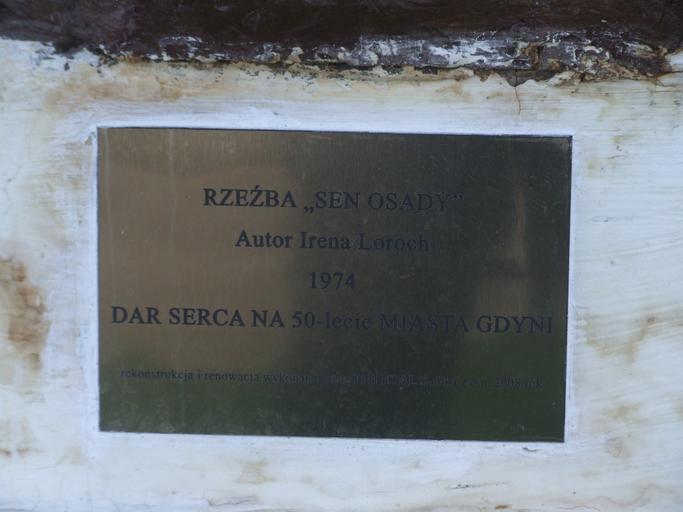 RZEŹBA „SEN OSADY”
Autor Irena Loroch
1974
DAR SERCA NA 50-lecie MIASTA GDYNI
rekonstrukcja i renowacja